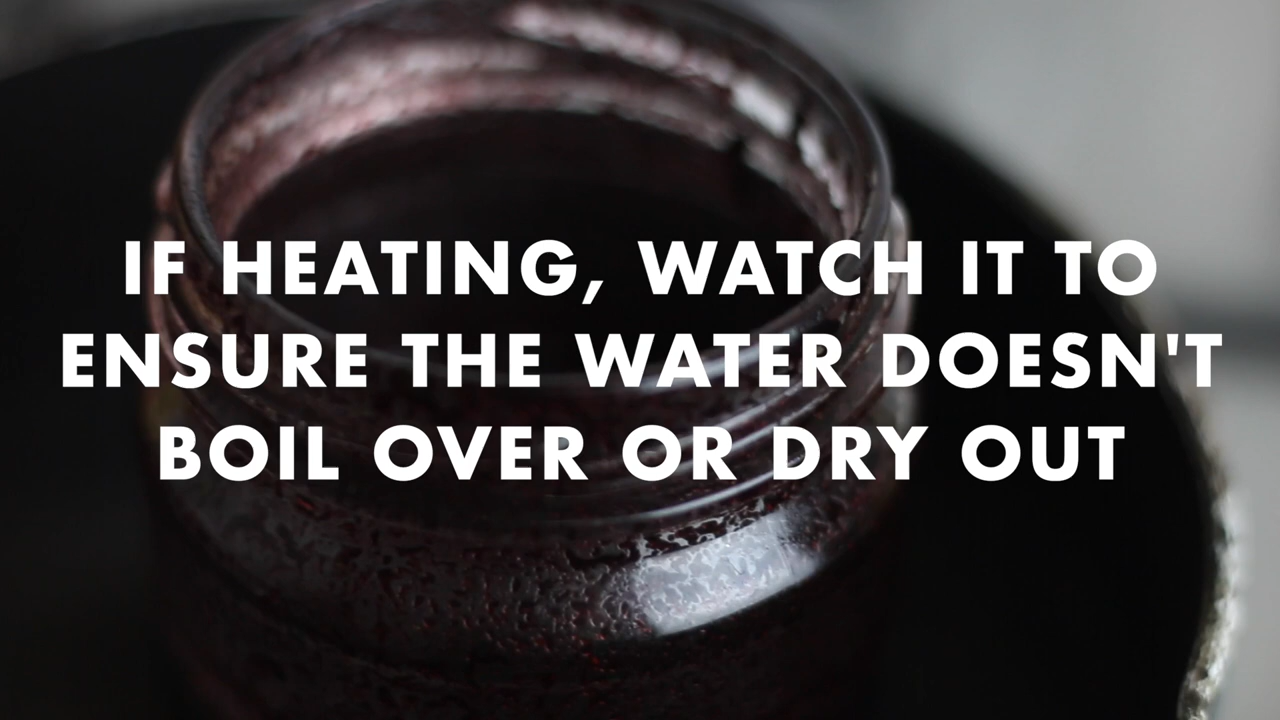 IF HEATING, WATCH IT TO
ENSURE THE WATER DOESN'T
BOIL OVER OR DRY OUT